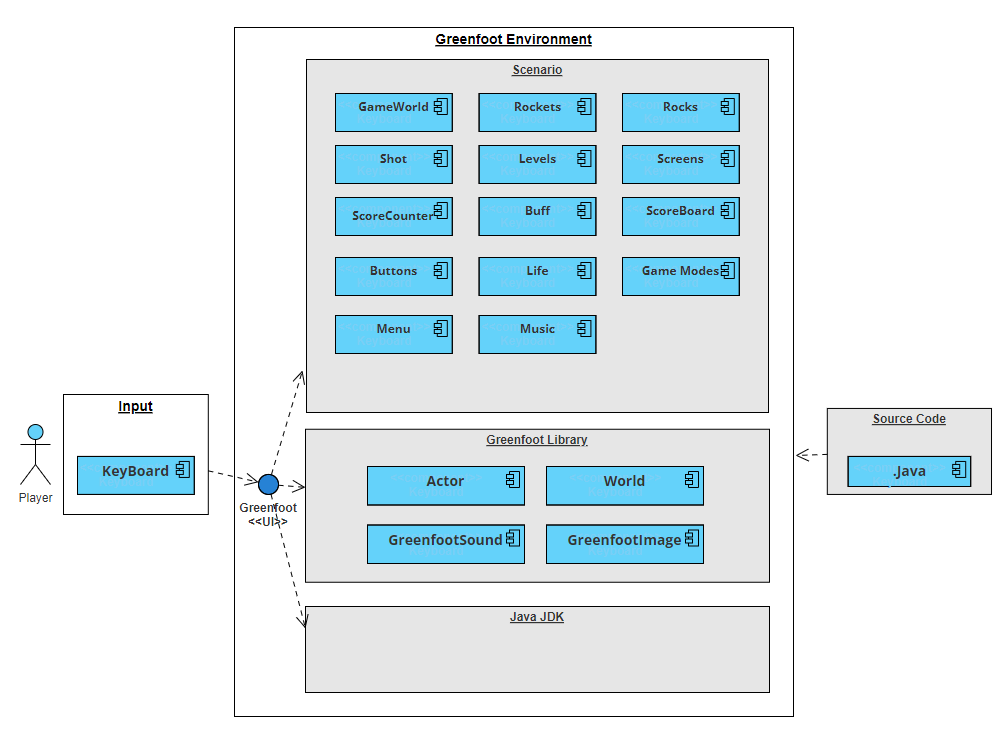 Greenfoot Environment
Scenario
GameWorld
Rockets
Rocks
Shot
Levels
Screens
ScoreCounter
Buff
ScoreBoard
Buttons
Life
Game Modes
Menu
Music
Input
KeyBoard
Player
Greenfoot
<<UI>>
Greenfoot Library
Actor
World
GreenfootSound
GreenfootImage
Java JDK
Source Code
.Java